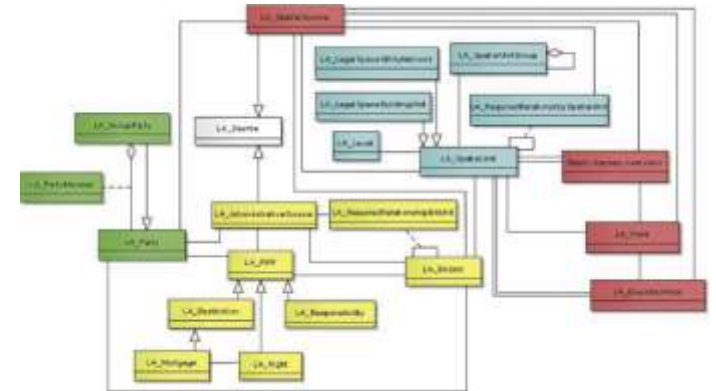 LA_SpatialSource
LA_LegalSpaceUtilityNetwork
LA_SpatialUnitGroup
LA_LegalSpaceBuildingUnit
LA_RequiredRelationshipSpatialUnit
LA_GroupParty
LA_Source
LA_Level
LA_SpatialUnit
LA_PartyMember
LA_AdministrativeSource
LA_RequiredRelationshipBAUnit
LA_Party
LA_Point
LA_RRR
LA_BAUnit
LA_BoundaryFace
LA_Restriction
LA_Responsibility
LA_Mortgage
LA_Right